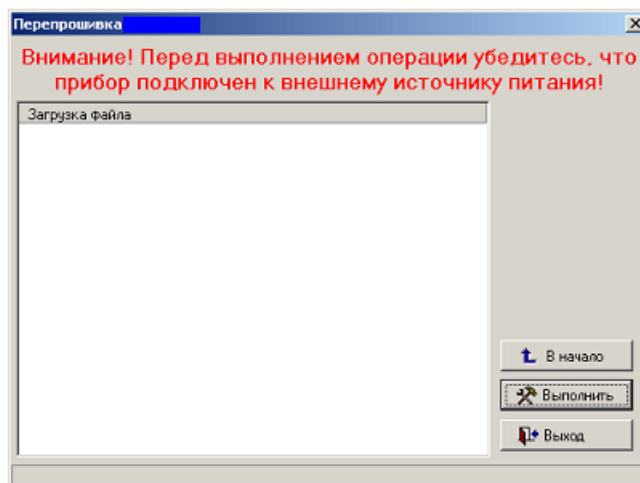 Перепрошивка
Внимание! Перед выполнением операции убедитесь, что
прибор подключен к внешнему источнику питания!
Загрузка файла
В начало
Выполнить
Выход